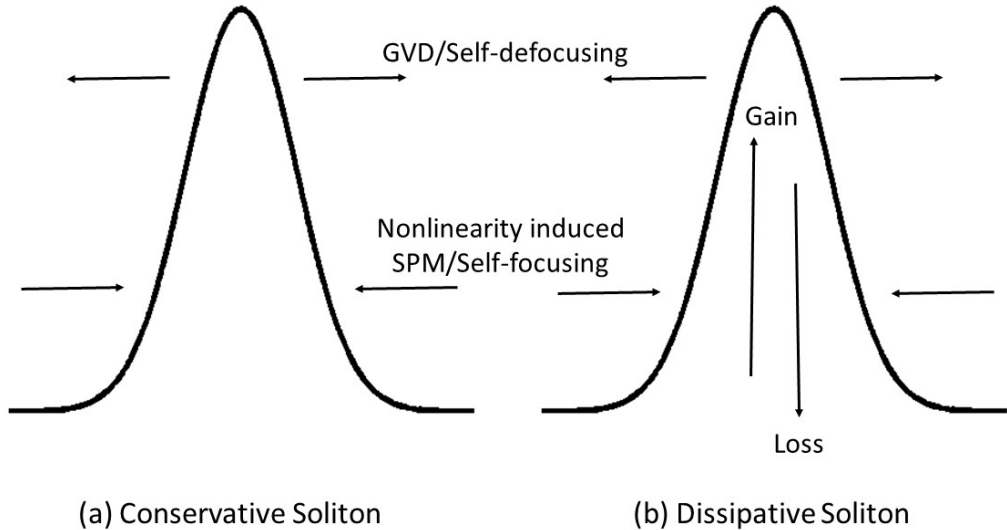 GVD/Self-defocusing
Gain
Nonlinearity induced
SPM/Self-focusing
Loss
(a) Conservative Soliton
(b) Dissipative Soliton